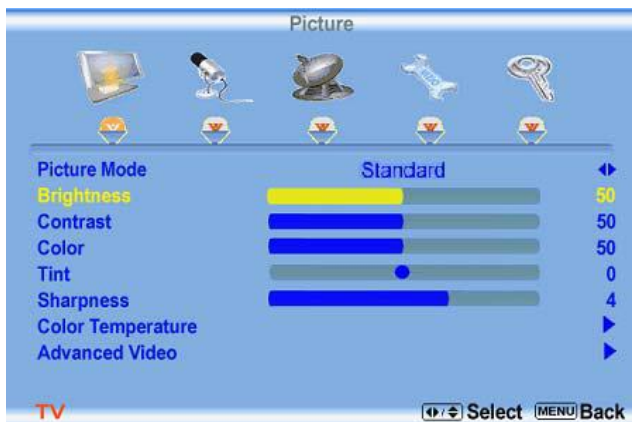 Picture
Picture Mode Standard
Brightness 50
Contrast 50
Color 50
Tint 0
Sharpness 4
Color Temperature
Advanced Video
TV Select MENU Back